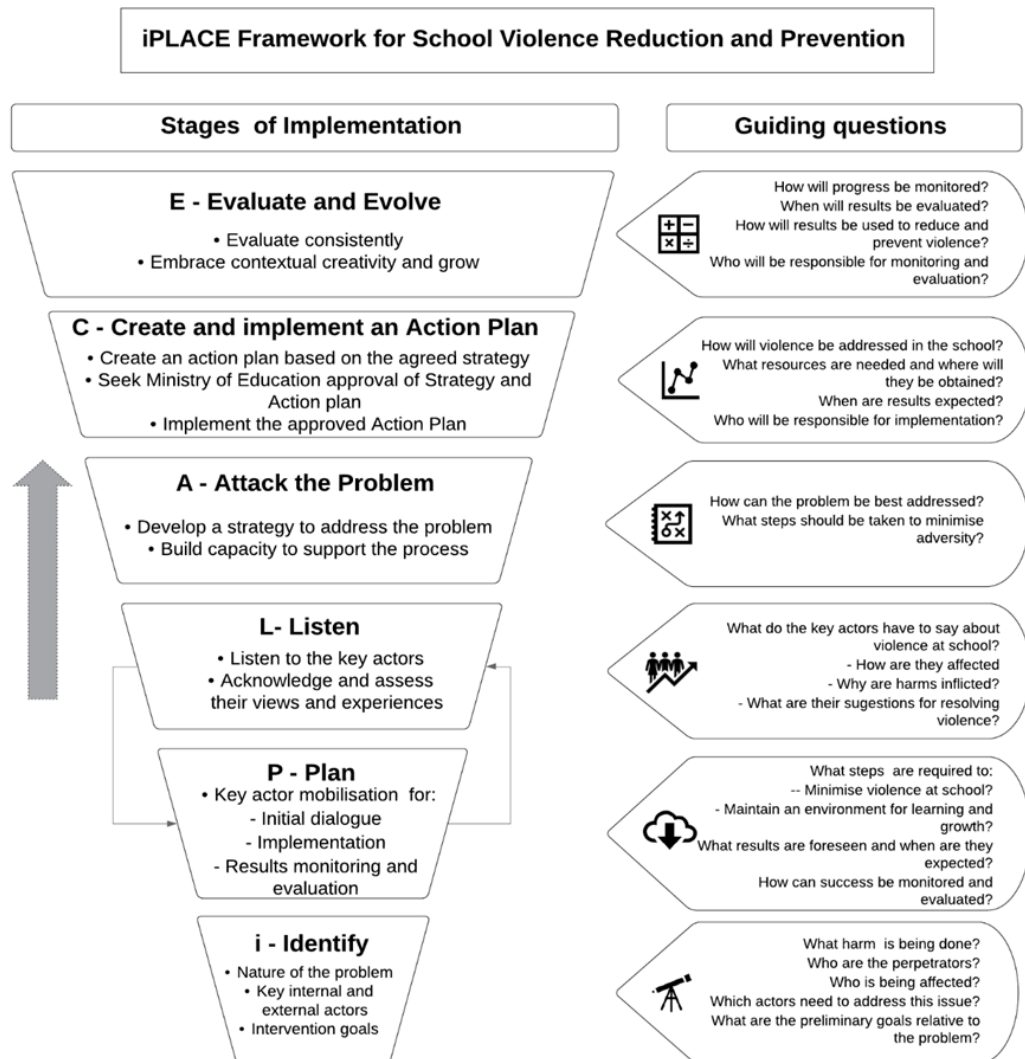 iPLACE Framework for School Violence Reduction and Prevention
Stages of Implementation
Guiding questions
E - Evaluate and Evolve
• Evaluate consistently
• Embrace contextual creativity and grow
How will progress be monitored?
When will results be evaluated?
How will results be used to reduce and
prevent violence?
Who will be responsible for monitoring and
evaluation?
C - Create and implement an Action Plan
• Create an action plan based on the agreed strategy
• Seek Ministry of Education approval of Strategy and
Action plan
• Implement the approved Action Plan
How will violence be addressed in the school?
What resources are needed and where will
they be obtained?
When are results expected?
Who will be responsible for implementation?
A - Attack the Problem
• Develop a strategy to address the problem
• Build capacity to support the process
How can the problem be best addressed?
What steps should be taken to minimise
adversity?
L- Listen
• Listen to the key actors
• Acknowledge and assess
their views and experiences
What do the key actors have to say about
violence at school?
- How are they affected
- Why are harms inflicted?
- What are their sugestions for resolving
violence?
P - Plan
• Key actor mobilisation for:
- Initial dialogue
- Implementation
- Results monitoring and
evaluation
What steps are required to:
-- Minimise violence at school?
- Maintain an environment for learning and
growth?
What results are foreseen and when are they
expected?
How can success be monitored and
evaluated?
i - Identify
• Nature of the problem
• Key internal and
external actors
• Intervention goals
What harm is being done?
Who are the perpetrators?
Who is being affected?
Which actors need to address this issue?
What are the preliminary goals relative to
the problem?